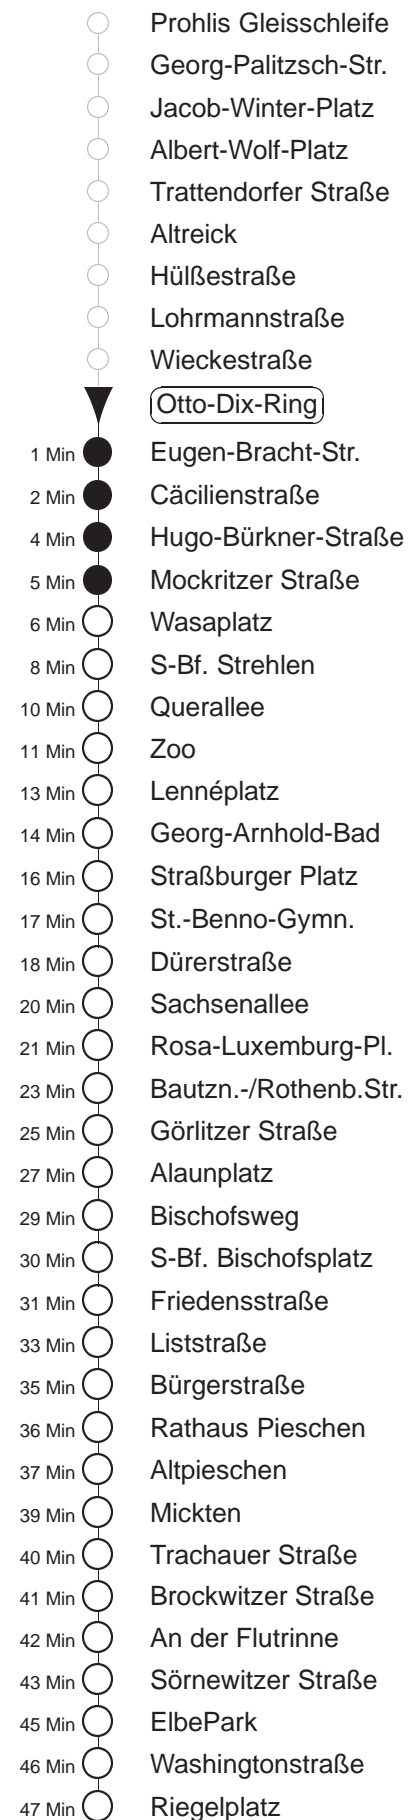 Prohlis Gleisschleife
Georg-Palitzsch-Str.
Jacob-Winter-Platz
Albert-Wolf-Platz
Trattendorfer Straße
Altreick
Hülßestraße
Lohrmannstraße
Wieckestraße
Otto-Dix-Ring
1 Min Eugen-Bracht-Str.
2 Min Cäcilienstraße
4 Min Hugo-Bürkner-Straße
5 Min Mockritzer Straße
6 Min Wasaplatz
8 Min S-Bf. Strehlen
10 Min Querallee
11 Min Zoo
13 Min Lennéplatz
14 Min Georg-Arnhold-Bad
16 Min Straßburger Platz
17 Min St.-Benno-Gymn.
18 Min Dürerstraße
20 Min Sachsenallee
21 Min Rosa-Luxemburg-Pl.
23 Min Bautzn.-/Rothenb.Str.
25 Min Görlitzer Straße
27 Min Alaunplatz
29 Min Bischofsweg
30 Min S-Bf. Bischofsplatz
31 Min Friedensstraße
33 Min Liststraße
35 Min Bürgerstraße
36 Min Rathaus Pieschen
37 Min Altpieschen
39 Min Mickten
40 Min Trachauer Straße
41 Min Brockwitzer Straße
42 Min An der Flutrinne
43 Min Sörnewitzer Straße
45 Min ElbePark
46 Min Washingtonstraße
47 Min Riegelplatz